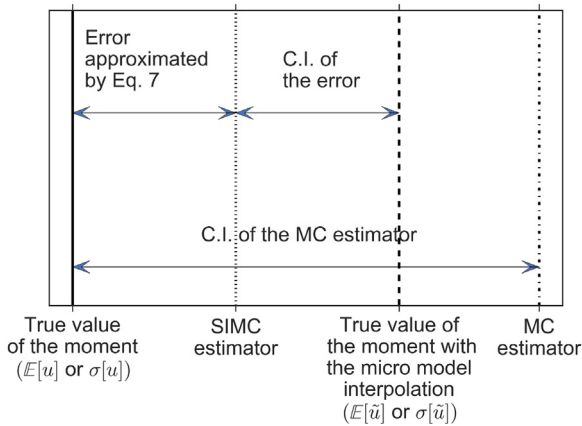 Error
approximated
by Eq. 7
C.I. of
the error
C.I. of the MC estimator
True value
of the moment
(𝔼[u] or σ[u])
SIMC
estimator
True value of
the moment with
the micro model
interpolation
(𝔼[ũ] or σ[ũ])
MC
estimator